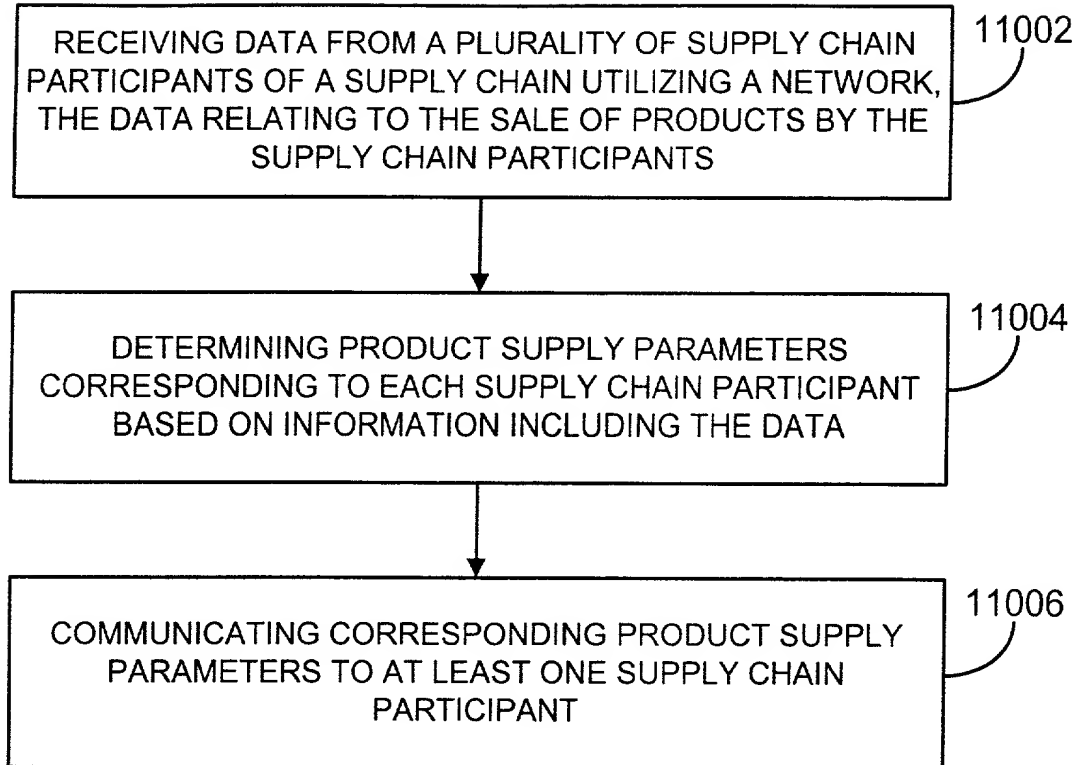 RECEIVING DATA FROM A PLURALITY OF SUPPLY CHAIN
PARTICIPANTS OF A SUPPLY CHAIN UTILIZING A NETWORK,
THE DATA RELATING TO THE SALE OF PRODUCTS BY THE
SUPPLY CHAIN PARTICIPANTS
11002
DETERMINING PRODUCT SUPPLY PARAMETERS
CORRESPONDING TO EACH SUPPLY CHAIN PARTICIPANT
BASED ON INFORMATION INCLUDING THE DATA
11004
COMMUNICATING CORRESPONDING PRODUCT SUPPLY
PARAMETERS TO AT LEAST ONE SUPPLY CHAIN
PARTICIPANT
11006